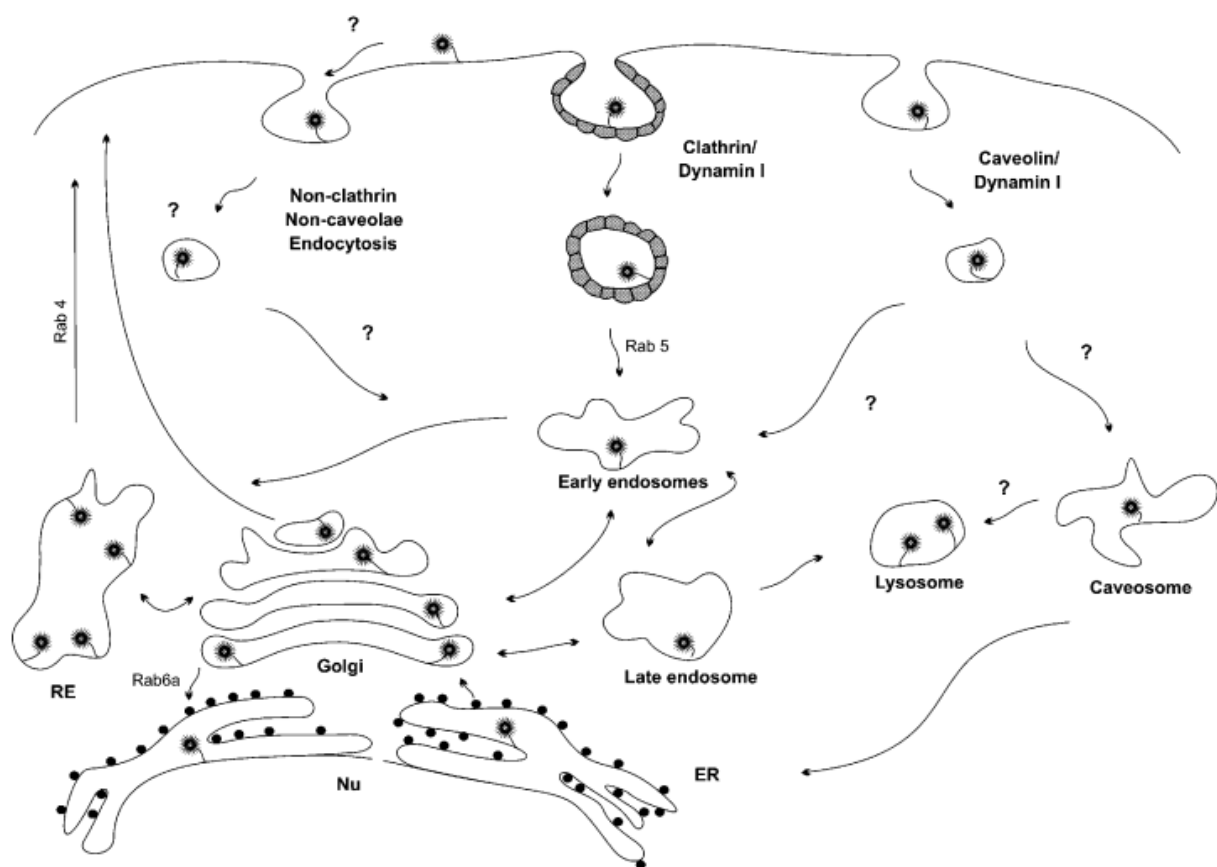 ?
Clathrin/
Dynamin I
Caveolin/
Dynamin I
Non-clathrin
Non-caveolae
Endocytosis
?
Rab 4
?
Rab 5
?
?
Early endosomes
?
Lysosome
Caveosome
RE
Rab6a
Golgi
Late endosome
Nu
ER